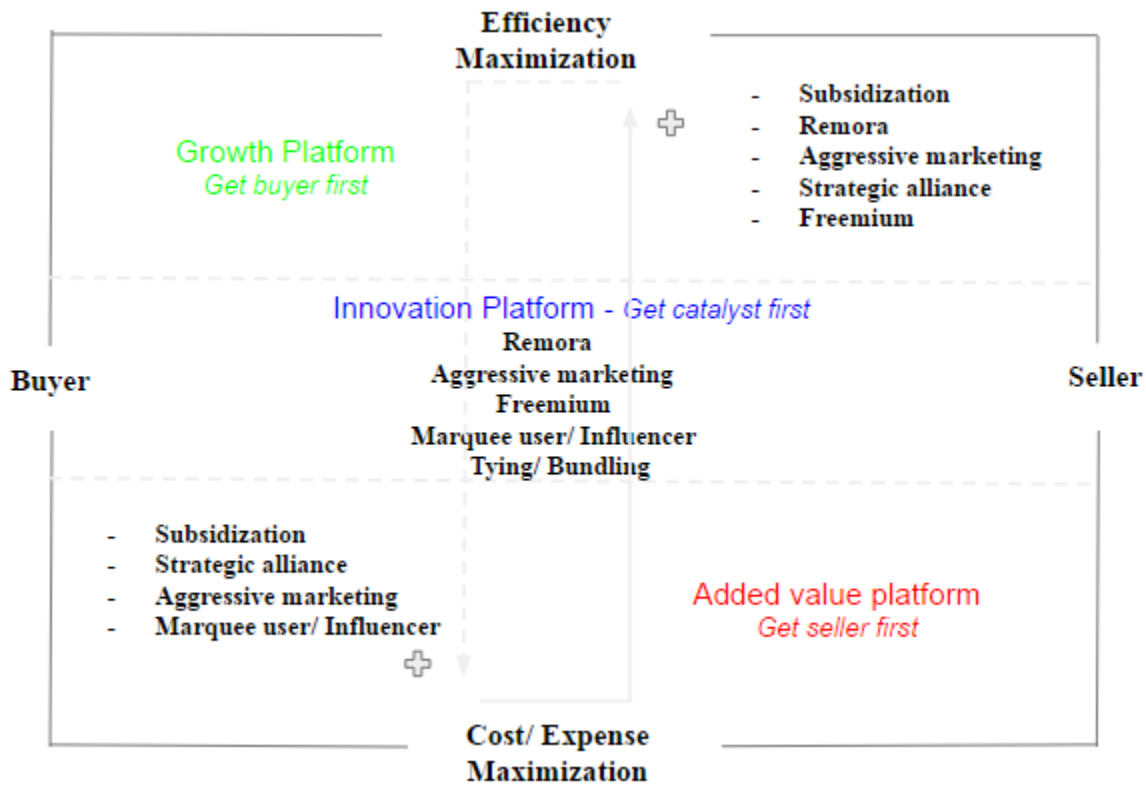 Efficiency
Maximization
Growth Platform
Get buyer first
- Subsidization
- Remora
- Aggressive marketing
- Strategic alliance
- Freemium
Innovation Platform - Get catalyst first
Remora
Aggressive marketing
Freemium
Marquee user/ Influencer
Tying/ Bundling
Buyer
Seller
- Subsidization
- Strategic alliance
- Aggressive marketing
- Marquee user/ Influencer
Added value platform
Get seller first
Cost/ Expense
Maximization